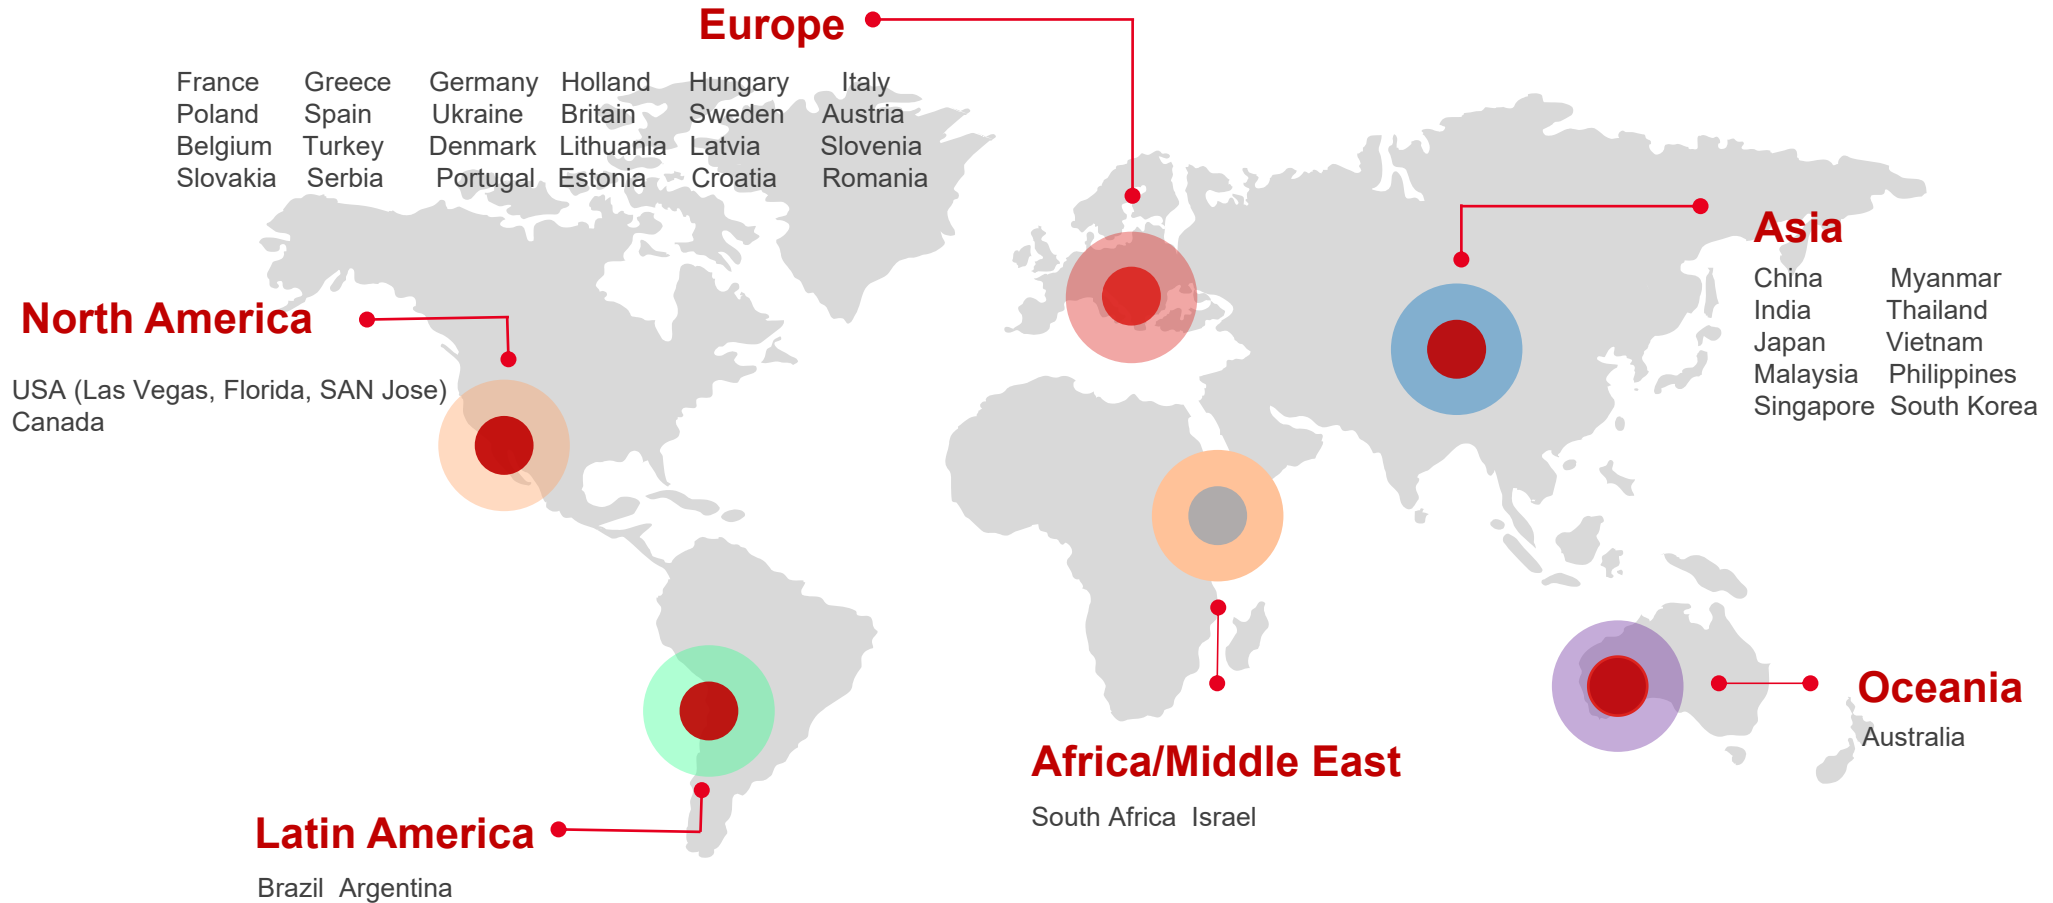 Europe
France Greece Germany Holland Hungary Italy
Poland Spain Ukraine Britain Sweden Austria
Belgium Turkey Denmark Lithuania Latvia Slovenia
Slovakia Serbia Portugal Estonia Croatia Romania
Asia
China Myanmar
India Thailand
Japan Vietnam
Malaysia Philippines
Singapore South Korea
North America
USA (Las Vegas, Florida, SAN Jose)
Canada
Oceania
Australia
Africa/Middle East
South Africa Israel
Latin America
Brazil Argentina